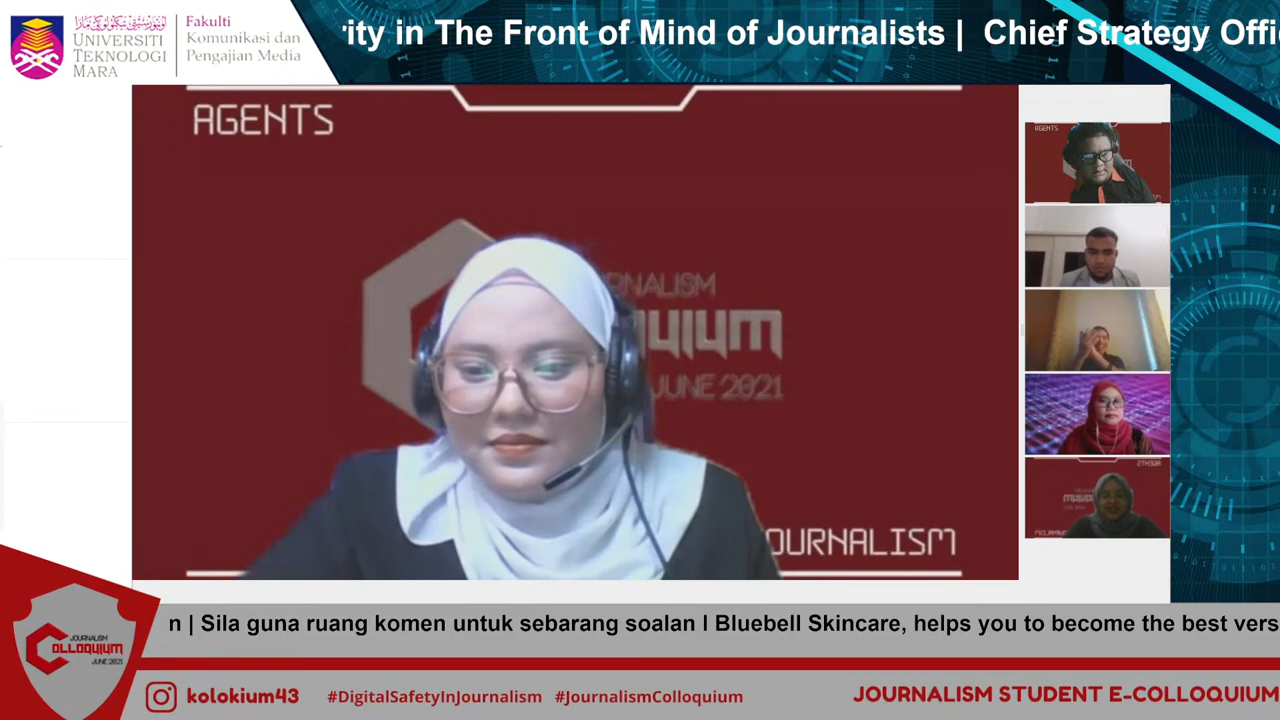 UNIVERSITI
TEKNOLOGI
MARA
Fakulti
Komunikasi dan
Pengajian Media
ity in The Front of Mind of Journalists | Chief Strategy Offi
AGENTS
RNALISM
JUNE 2021
OURNALISM
AGENTS
n | Sila guna ruang komen untuk sebarang soalan l Bluebell Skincare, helps you to become the best vers
JOURNALISM
COLLOQUIUM
JUNE 2021
kolokium43
#DigitalSafetyInJournalism #JournalismColloquium
JOURNALISM STUDENT E-COLLOQUIUM